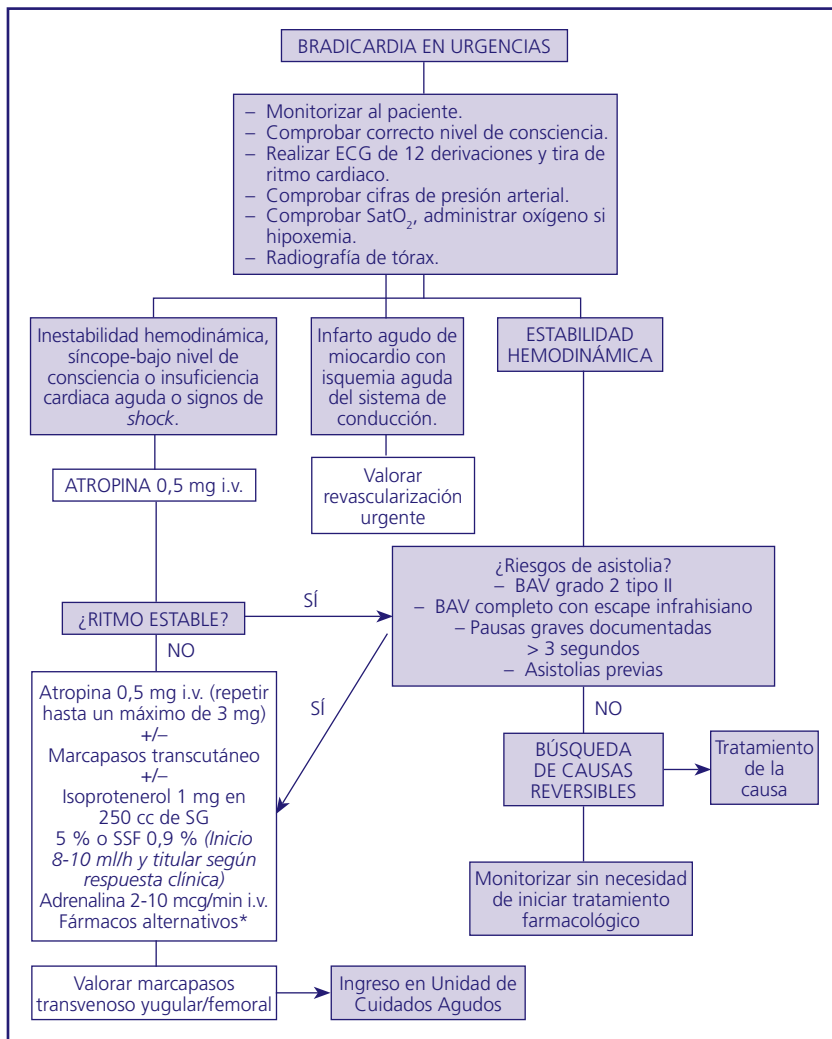 BRADICARDIA EN URGENCIAS
– Monitorizar al paciente.
– Comprobar correcto nivel de consciencia.
– Realizar ECG de 12 derivaciones y tira de
ritmo cardiaco.
– Comprobar cifras de presión arterial.
– Comprobar SatO2, administrar oxígeno si
hipoxemia.
– Radiografía de tórax.
Inestabilidad hemodinámica,
síncope-bajo nivel de
consciencia o insuficiencia
cardiaca aguda o signos de
shock.
Infarto agudo de
miocardio con
isquemia aguda
del sistema de
conducción.
ESTABILIDAD
HEMODINÁMICA
ATROPINA 0,5 mg i.v.
Valorar
revascularización
urgente
¿RITMO ESTABLE?
SÍ
¿Riesgos de asistolia?
– BAV grado 2 tipo II
– BAV completo con escape infrahisiano
– Pausas graves documentadas
> 3 segundos
– Asistolias previas
NO
Atropina 0,5 mg i.v. (repetir
hasta un máximo de 3 mg)
+/–
Marcapasos transcutáneo
+/–
Isoprotenerol 1 mg en
250 cc de SG
5 % o SSF 0,9 % (Inicio
8-10 ml/h y titular según
respuesta clínica)
Adrenalina 2-10 mcg/min i.v.
Fármacos alternativos*
SÍ
NO
BÚSQUEDA
DE CAUSAS
REVERSIBLES
Tratamiento
de la
causa
Monitorizar sin necesidad
de iniciar tratamiento
farmacológico
Valorar marcapasos
transvenoso yugular/femoral
Ingreso en Unidad de
Cuidados Agudos